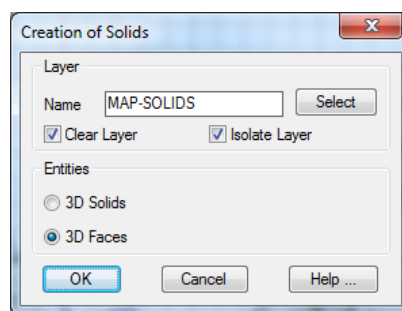 Creation of Solids
Layer
Name MAP-SOLIDS Select
Clear Layer Isolate Layer
Entities
3D Solids
3D Faces
OK Cancel Help ...